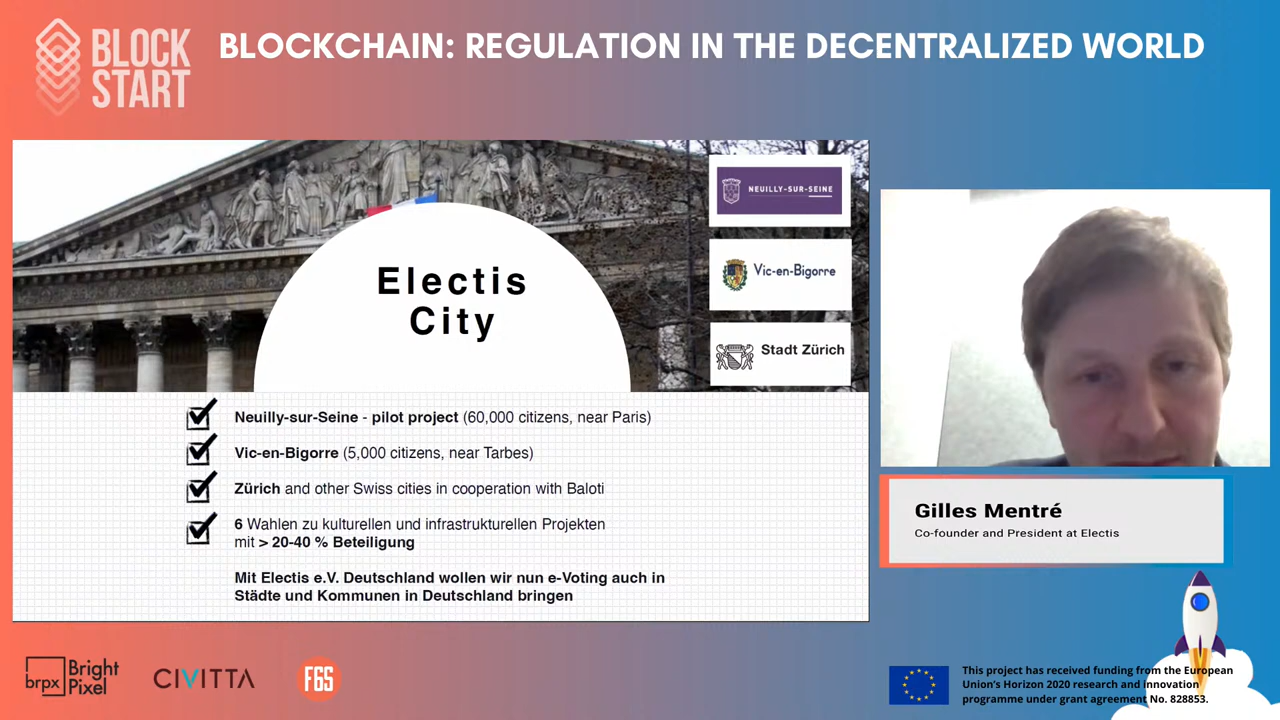 BLOCK
START
BLOCKCHAIN: REGULATION IN THE DECENTRALIZED WORLD
Electis
City
NEUILLY-SUR-SEINE
Vic-en-Bigorre
Stadt Zürich
Neuilly-sur-Seine - pilot project (60,000 citizens, near Paris)
Vic-en-Bigorre (5,000 citizens, near Tarbes)
Zürich and other Swiss cities in cooperation with Baloti
6 Wahlen zu kulturellen und infrastrukturellen Projekten
mit > 20-40 % Beteiligung
Mit Electis e.V. Deutschland wollen wir nun e-Voting auch in
Städte und Kommunen in Deutschland bringen
Gilles Mentré
Co-founder and President at Electis
brpx
Bright
Pixel
CIVITTA
F6S
This project has received funding from the European
Union's Horizon 2020 research and innovation
programme under grant agreement No. 828853.